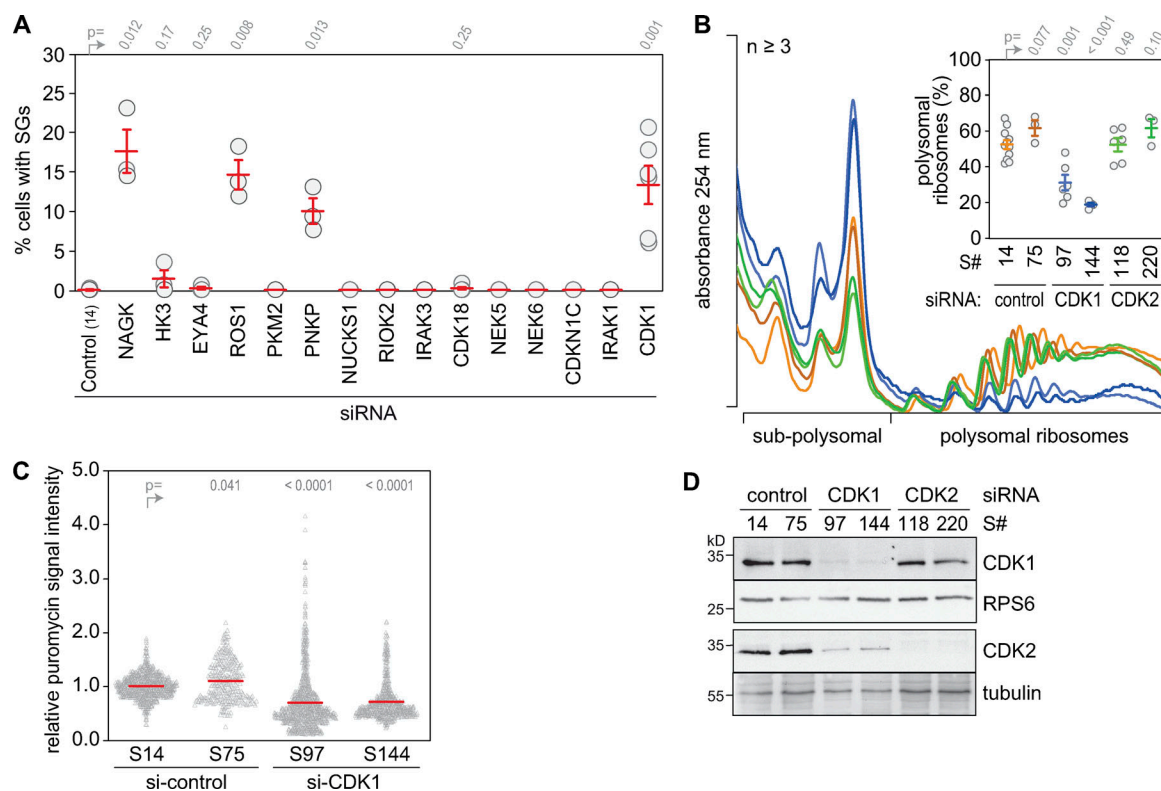 A
p=
0.012
0.17
0.25
0.008
0.013
0.25
0.001
% cells with SGs
30
25
20
15
10
5
0
Control (14)
NAGK
HK3
EYA4
ROS1
PKM2
PNKP
NUCKS1
RIOK2
IRAK3
CDK18
NEK5
NEK6
CDKN1C
IRAK1
CDK1
siRNA
B
n ≥ 3
absorbance 254 nm
sub-polysomal
polysomal ribosomes
p=
0.077
0.001
< 0.001
0.49
0.10
polysomal
ribosomes (%)
100
80
60
40
20
0
S#
14
75
97
144
118
220
siRNA: control CDK1 CDK2
C
relative puromycin signal intensity
5.0
4.0
3.0
2.0
1.0
0
p= 0.041 < 0.0001 < 0.0001
S14 S75 S97 S144
si-control si-CDK1
D
control CDK1 CDK2 siRNA
14 75 97 144 118 220 S#
kD
35 CDK1
25 RPS6
35 CDK2
55 tubulin